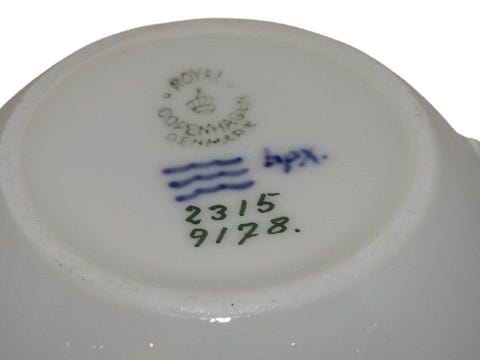 ROYAL
COPENHAGEN
DENMARK
2315
9178.